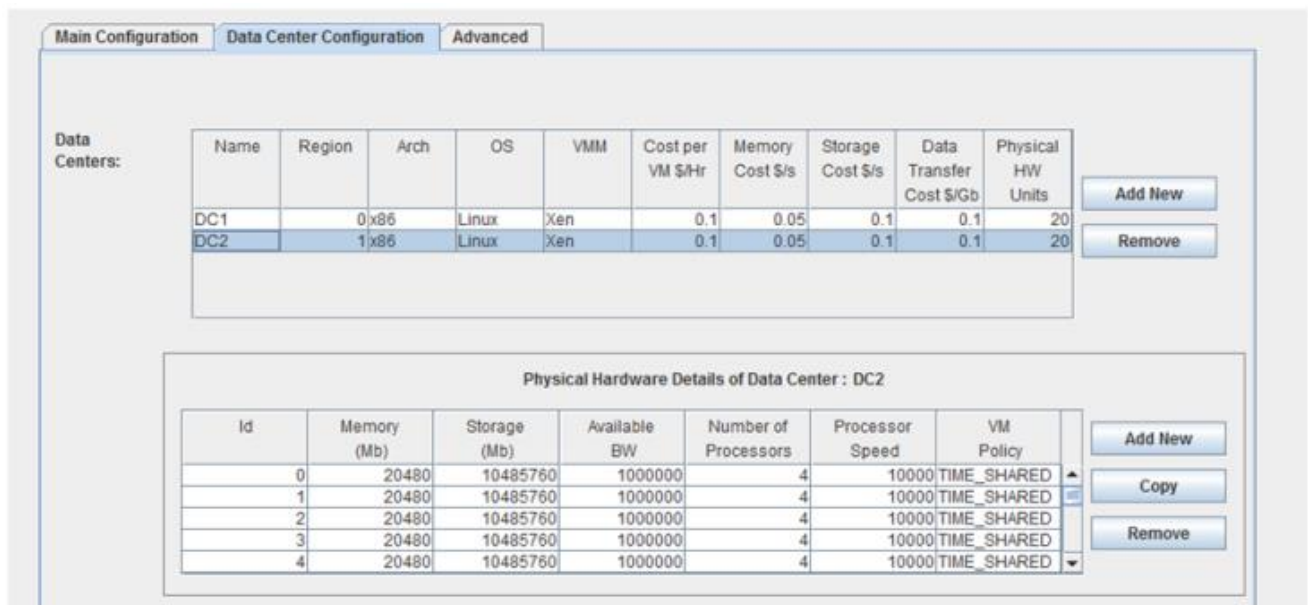 Main Configuration Data Center Configuration Advanced
Data Centers:
Name Region Arch OS VMM Cost per VM $/Hr Memory Cost $/s Storage Cost $/s Data Transfer Cost $/Gb Physical HW Units
DC1 0 x86 Linux Xen 0.1 0.05 0.1 0.1 20
DC2 1 x86 Linux Xen 0.1 0.05 0.1 0.1 20
Add New
Remove
Physical Hardware Details of Data Center : DC2
Id Memory (Mb) Storage (Mb) Available BW Number of Processors Processor Speed VM Policy
0 20480 10485760 1000000 4 10000 TIME_SHARED
1 20480 10485760 1000000 4 10000 TIME_SHARED
2 20480 10485760 1000000 4 10000 TIME_SHARED
3 20480 10485760 1000000 4 10000 TIME_SHARED
4 20480 10485760 1000000 4 10000 TIME_SHARED
Add New
Copy
Remove